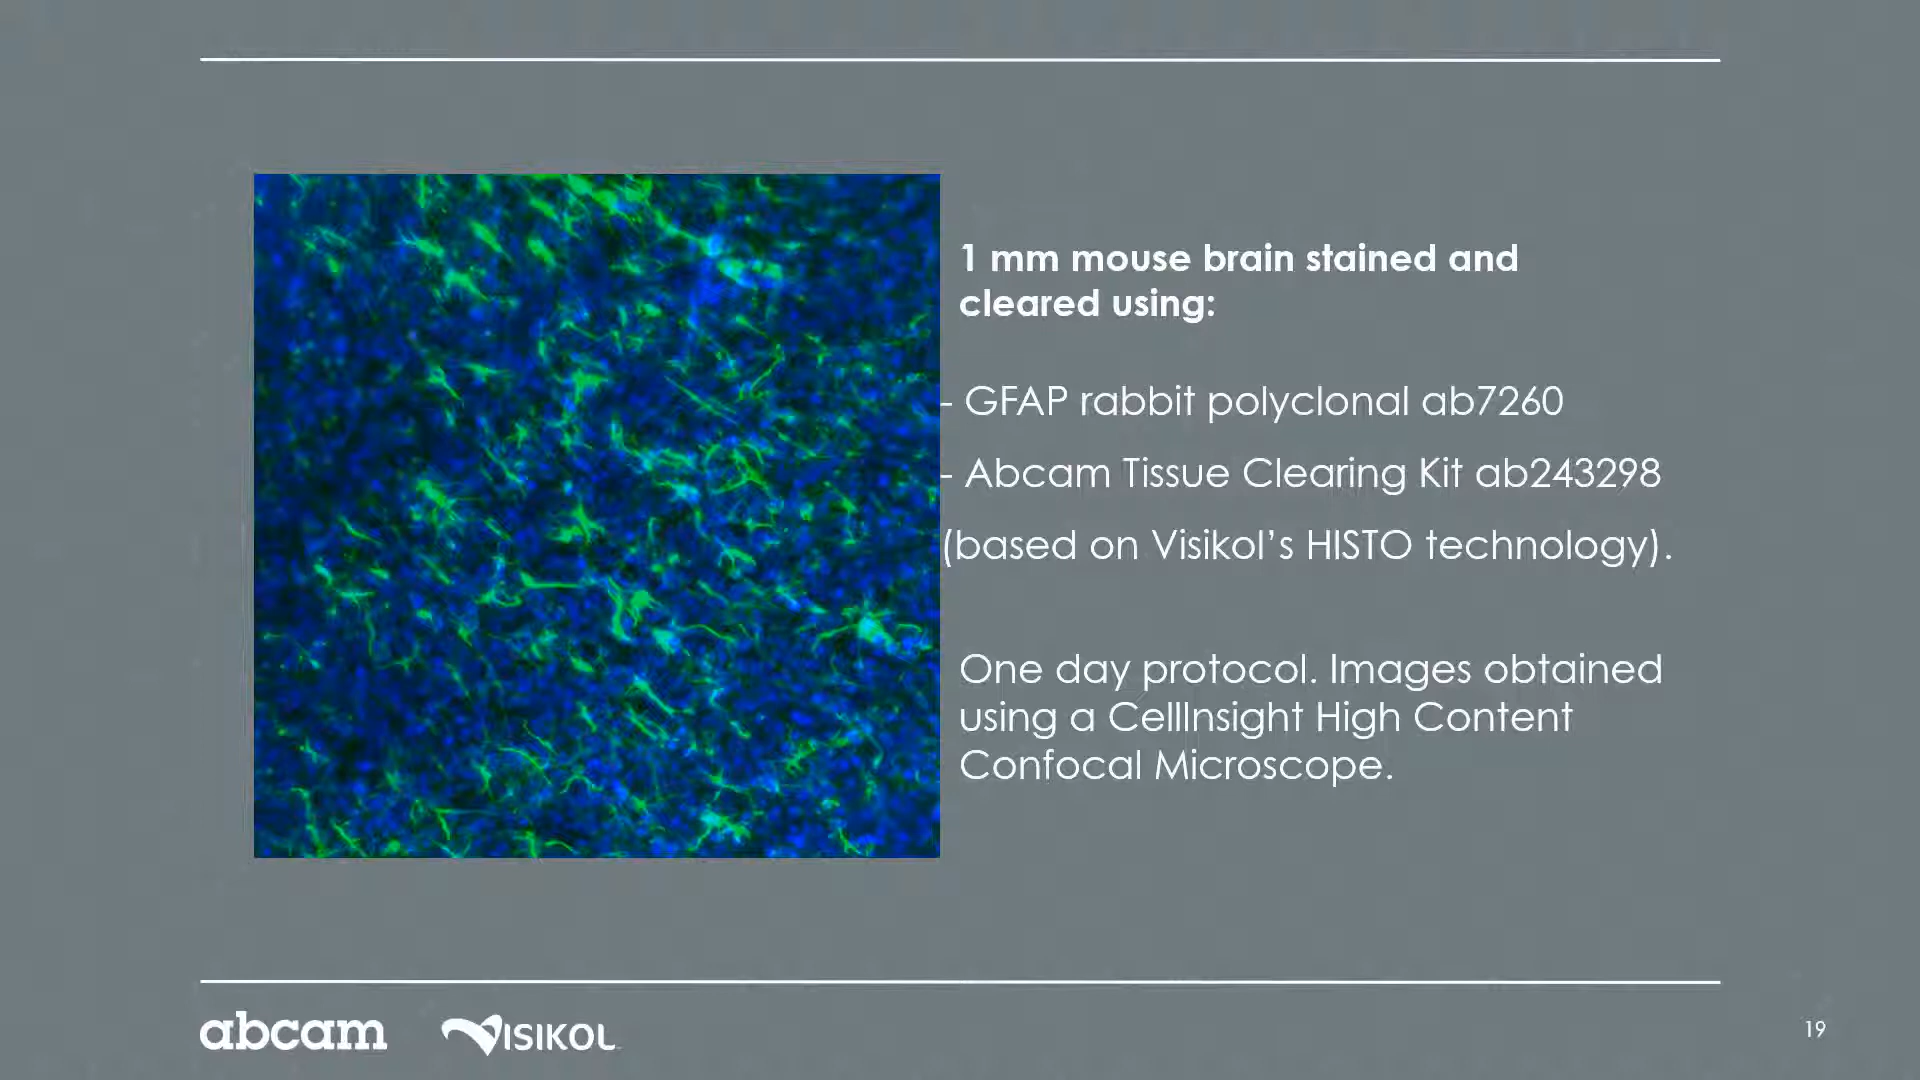 1 mm mouse brain stained and
cleared using:
- GFAP rabbit polyclonal ab7260
- Abcam Tissue Clearing Kit ab243298
(based on Visikol’s HISTO technology).
One day protocol. Images obtained
using a CellInsight High Content
Confocal Microscope.
abcam
VISIKOL
19